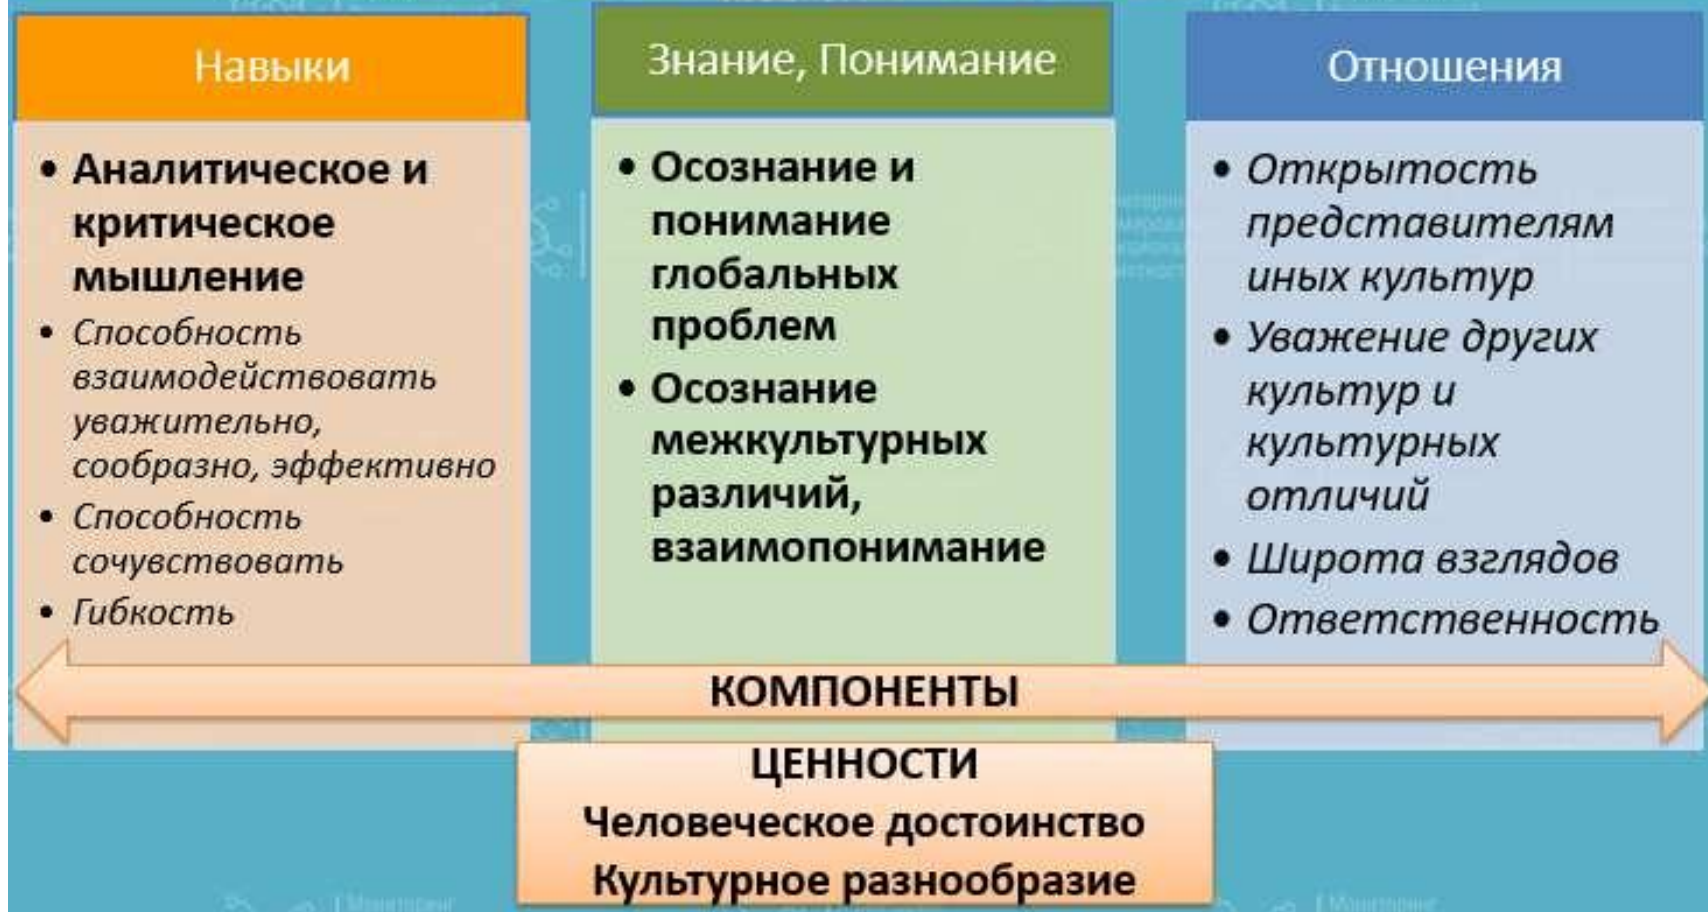 Навыки
• Аналитическое и
критическое
мышление
• Способность
взаимодействовать
уважительно,
сообразно, эффективно
• Способность
сочувствовать
• Гибкость
Знание, Понимание
• Осознание и
понимание
глобальных
проблем
• Осознание
межкультурных
различий,
взаимопонимание
Отношения
• Открытость
представителям
иных культур
• Уважение других
культур и
культурных
отличий
• Широта взглядов
• Ответственность
КОМПОНЕНТЫ
ЦЕННОСТИ
Человеческое достоинство
Культурное разнообразие
Мониторинг
Мониторинг